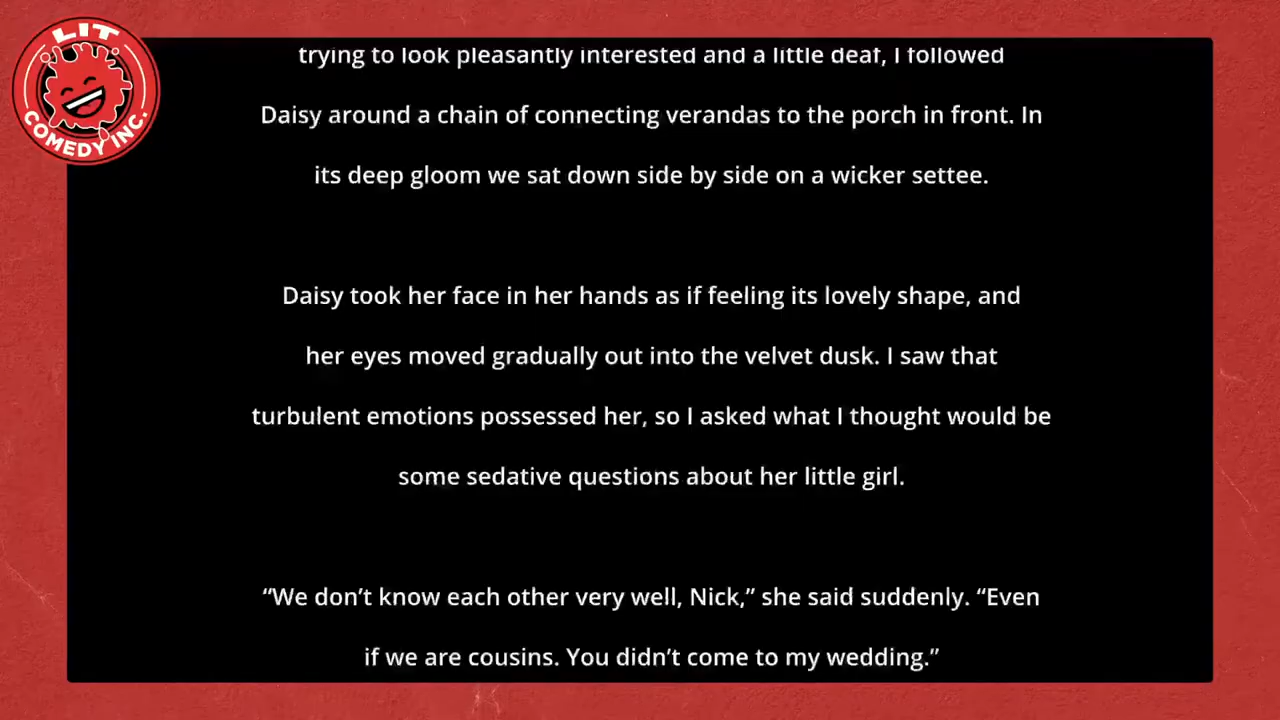 LIT
COMEDY INC.
trying to look pleasantly interested and a little deaf, I followed
Daisy around a chain of connecting verandas to the porch in front. In
its deep gloom we sat down side by side on a wicker settee.
Daisy took her face in her hands as if feeling its lovely shape, and
her eyes moved gradually out into the velvet dusk. I saw that
turbulent emotions possessed her, so I asked what I thought would be
some sedative questions about her little girl.
“We don’t know each other very well, Nick,” she said suddenly. “Even
if we are cousins. You didn’t come to my wedding.”